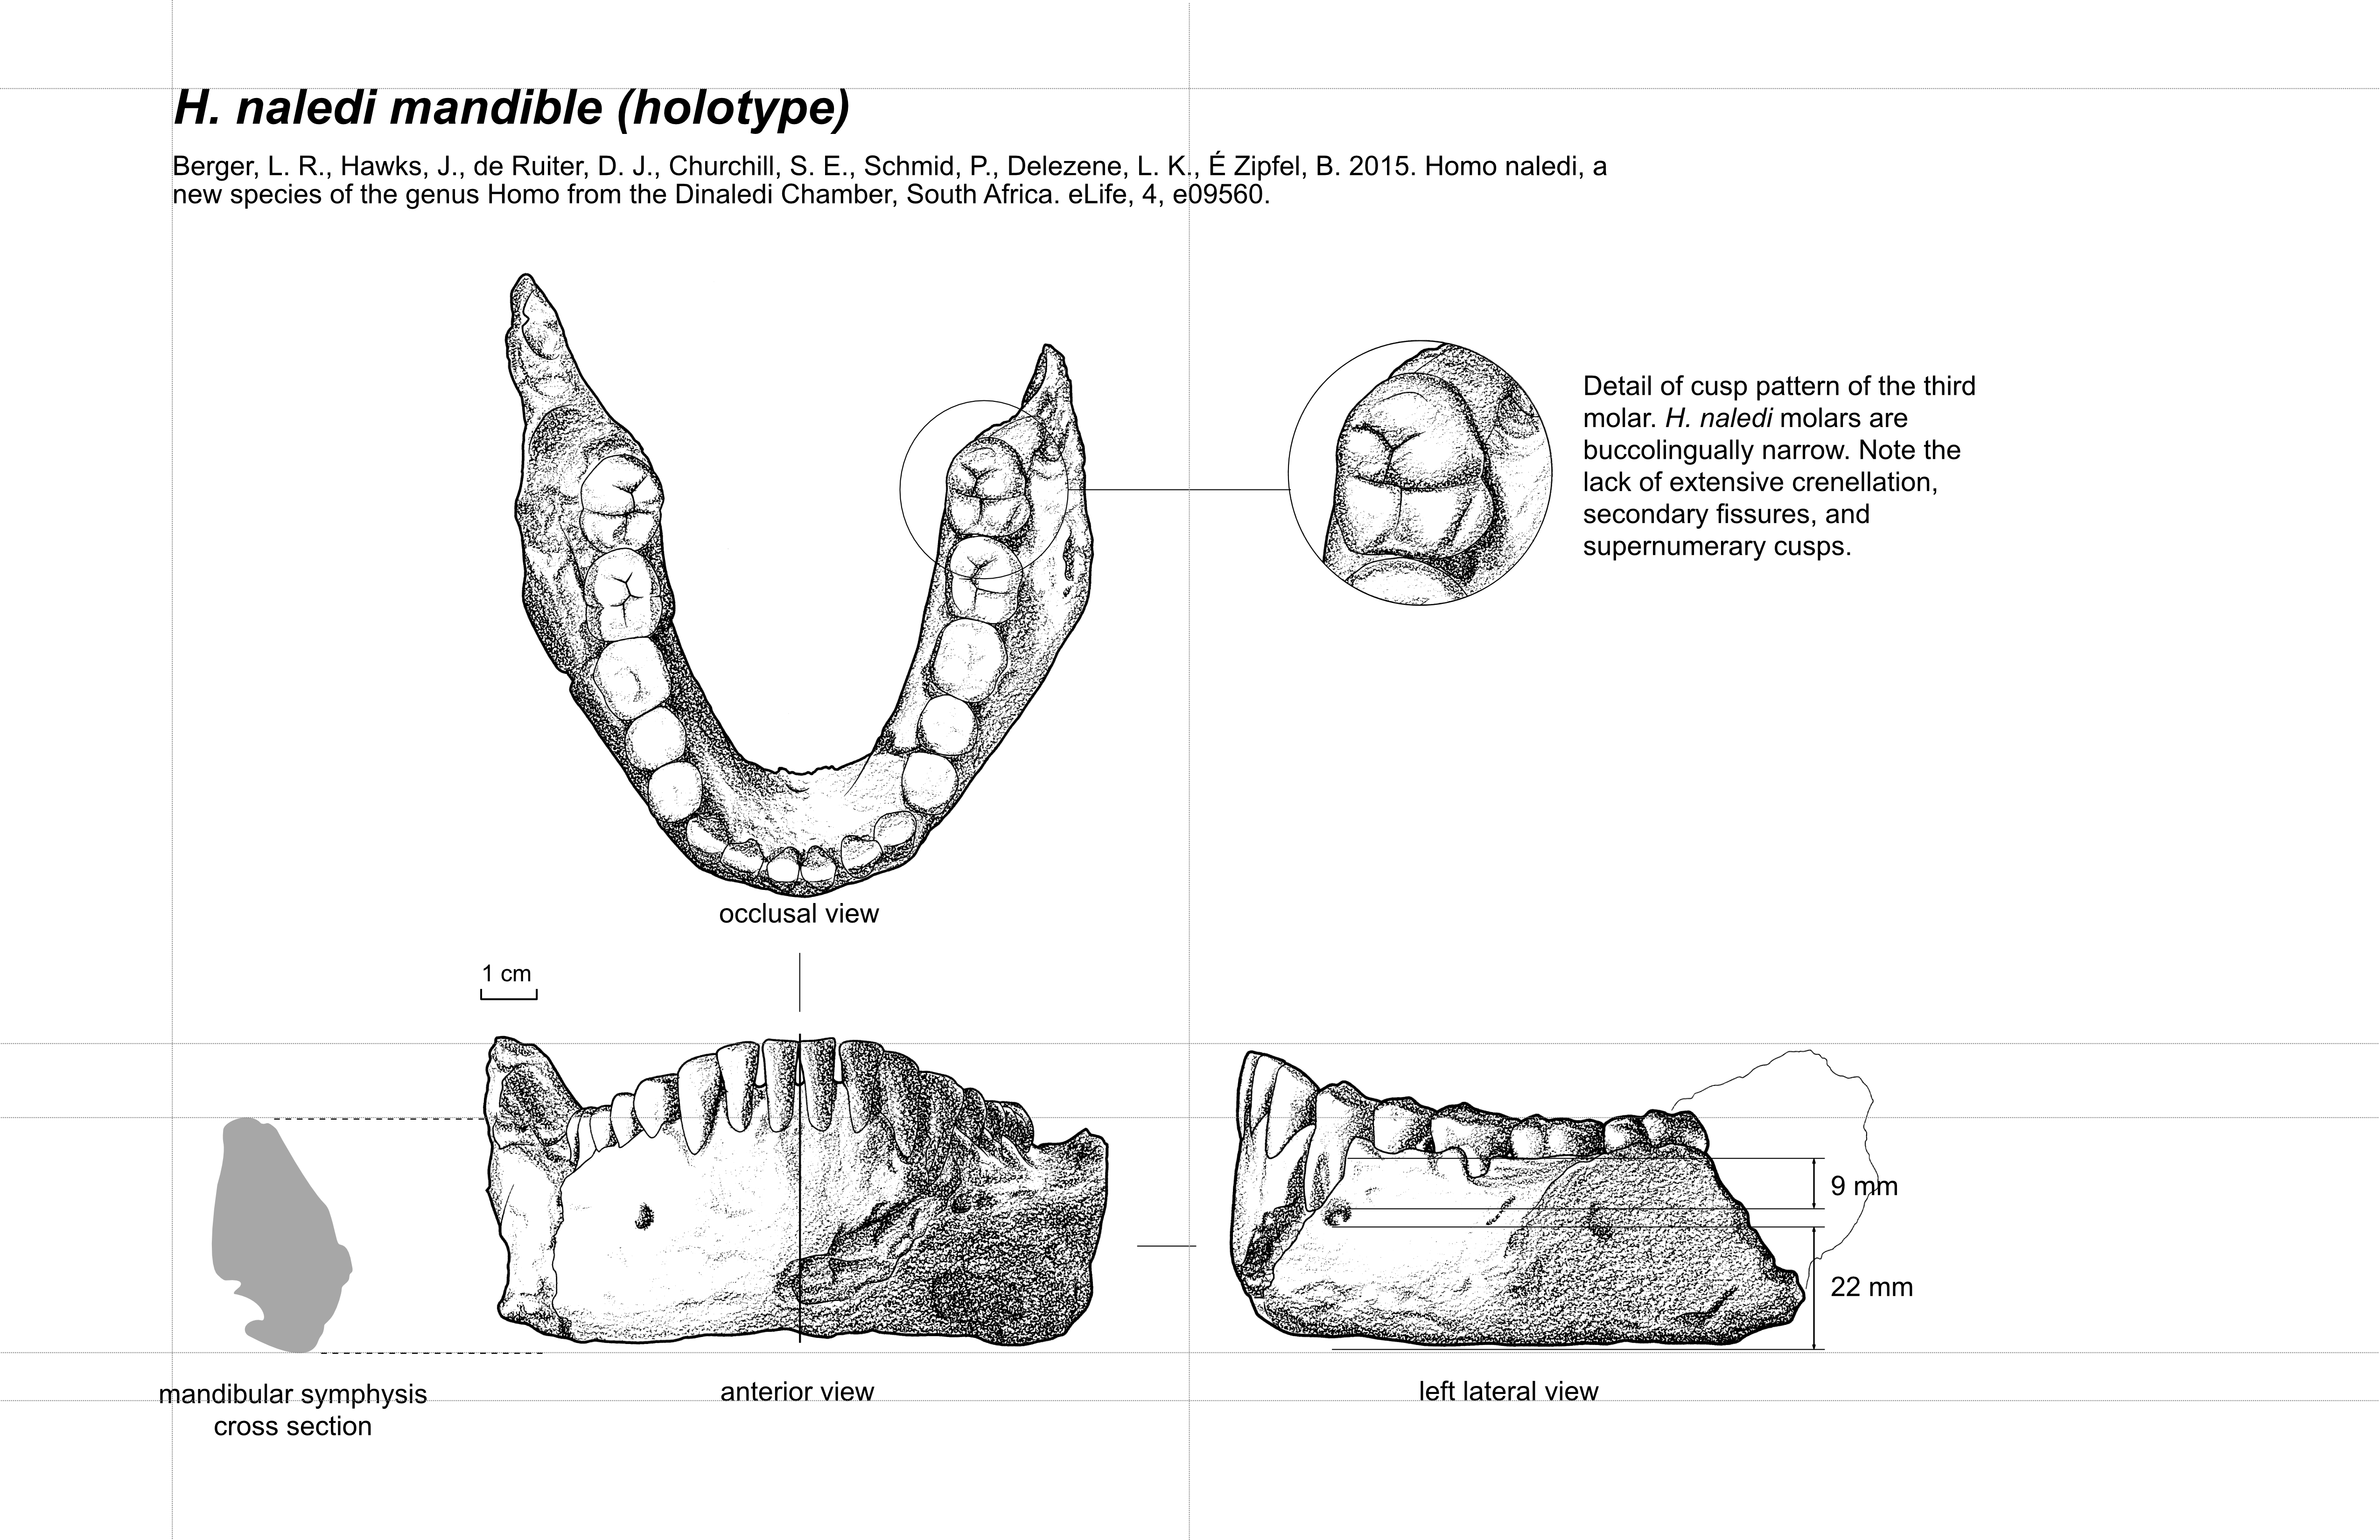 H. naledi mandible (holotype)
Berger, L. R., Hawks, J., de Ruiter, D. J., Churchill, S. E., Schmid, P., Delezene, L. K., É Zipfel, B. 2015. Homo naledi, a
new species of the genus Homo from the Dinaledi Chamber, South Africa. eLife, 4, e09560.
Detail of cusp pattern of the third
molar. H. naledi molars are
buccolingually narrow. Note the
lack of extensive crenellation,
secondary fissures, and
supernumerary cusps.
occlusal view
1 cm
9 mm
22 mm
mandibular symphysis
cross section
anterior view
left lateral view